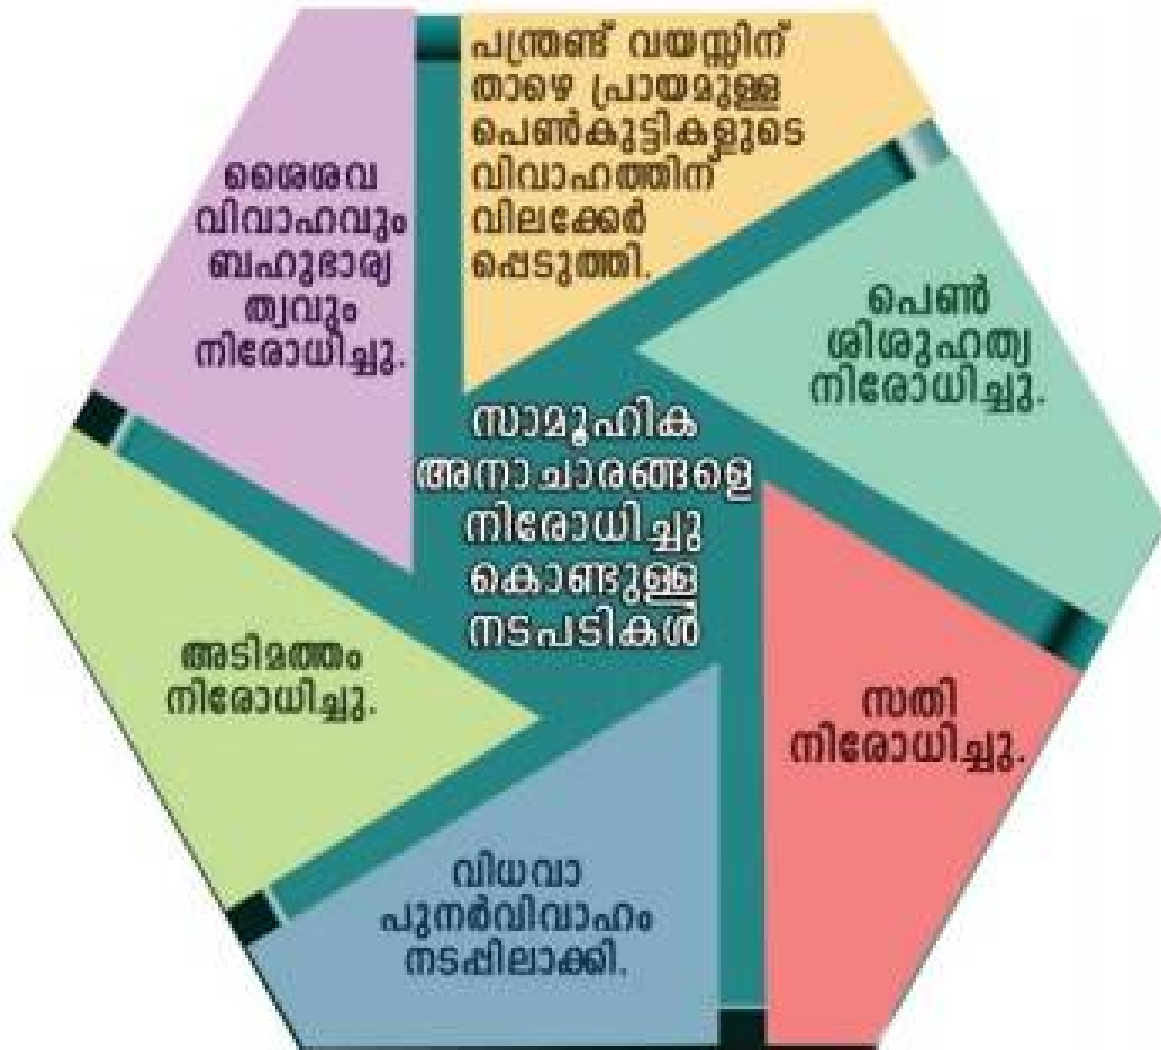 ശൈശവ
വിവാഹവും
ബഹുഭാര്യ
ത്വവും
നിരോധിച്ചു.
പന്ത്രണ്ട് വയസ്സിന്
താഴെ പ്രായമുള്ള
പെൺകുട്ടികളുടെ
വിവാഹത്തിന്
വിലക്കേർ
പ്പെടുത്തി.
പെൺ
ശിശുഹത്യ
നിരോധിച്ചു.
സാമൂഹിക
അനാചാരങ്ങളെ
നിരോധിച്ചു
കൊണ്ടുള്ള
നടപടികൾ
അടിമത്തം
നിരോധിച്ചു.
സതി
നിരോധിച്ചു.
വിധവാ
പുനർവിവാഹം
നടപ്പിലാക്കി.